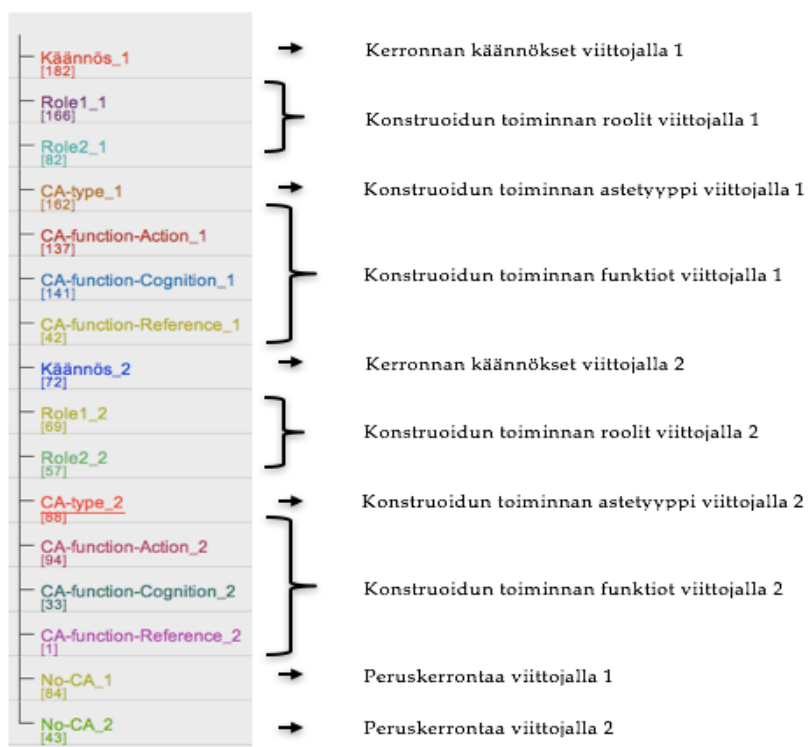 Käännös_1
[182]
Kerronnan käännökset viittojalla 1
Role1_1
[166]
Konstruoidun toiminnan roolit viittojalla 1
Role2_1
[82]
CA-type_1
[162]
Konstruoidun toiminnan astetyyppi viittojalla 1
CA-function-Action_1
[137]
CA-function-Cognition_1
[141]
Konstruoidun toiminnan funktiot viittojalla 1
CA-function-Reference_1
[42]
Käännös_2
[72]
Kerronnan käännökset viittojalla 2
Role1_2
[69]
Konstruoidun toiminnan roolit viittojalla 2
Role2_2
[57]
CA-type_2
[88]
Konstruoidun toiminnan astetyyppi viittojalla 2
CA-function-Action_2
[94]
CA-function-Cognition_2
[33]
Konstruoidun toiminnan funktiot viittojalla 2
CA-function-Reference_2
[1]
No-CA_1
[84]
Peruskerrontaa viittojalla 1
No-CA_2
[43]
Peruskerrontaa viittojalla 2